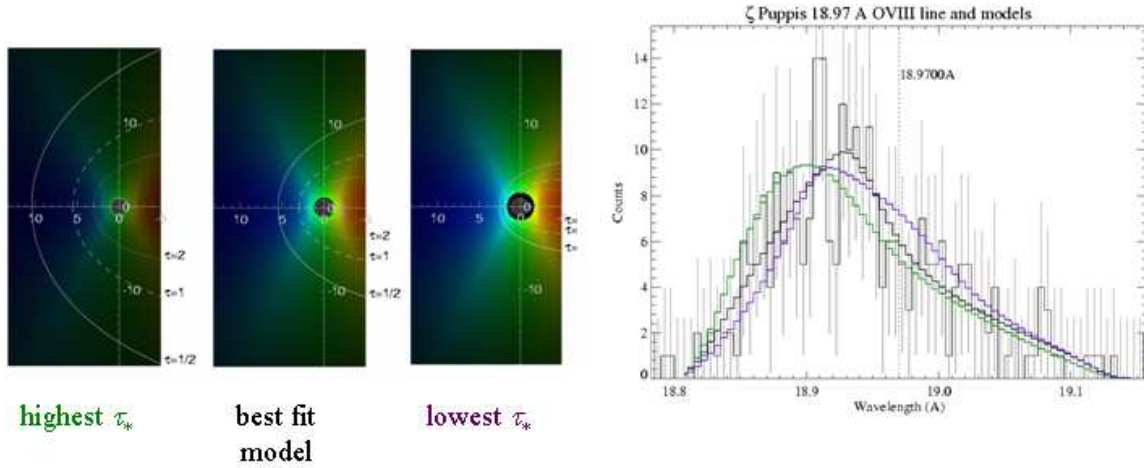 ζ Puppis 18.97 A OVIII line and models
14
12
10
8
6
4
2
0
Counts
18.9700A
18.8
18.9
19.0
19.1
Wavelength (A)
10
10
5
0
0
-10
τ=2
τ=1
τ=1/2
10
10
5
0
0
-10
τ=2
τ=1
τ=1/2
10
10
5
0
-10
τ=
τ=
τ=
highest τ*
best fit
model
lowest τ*